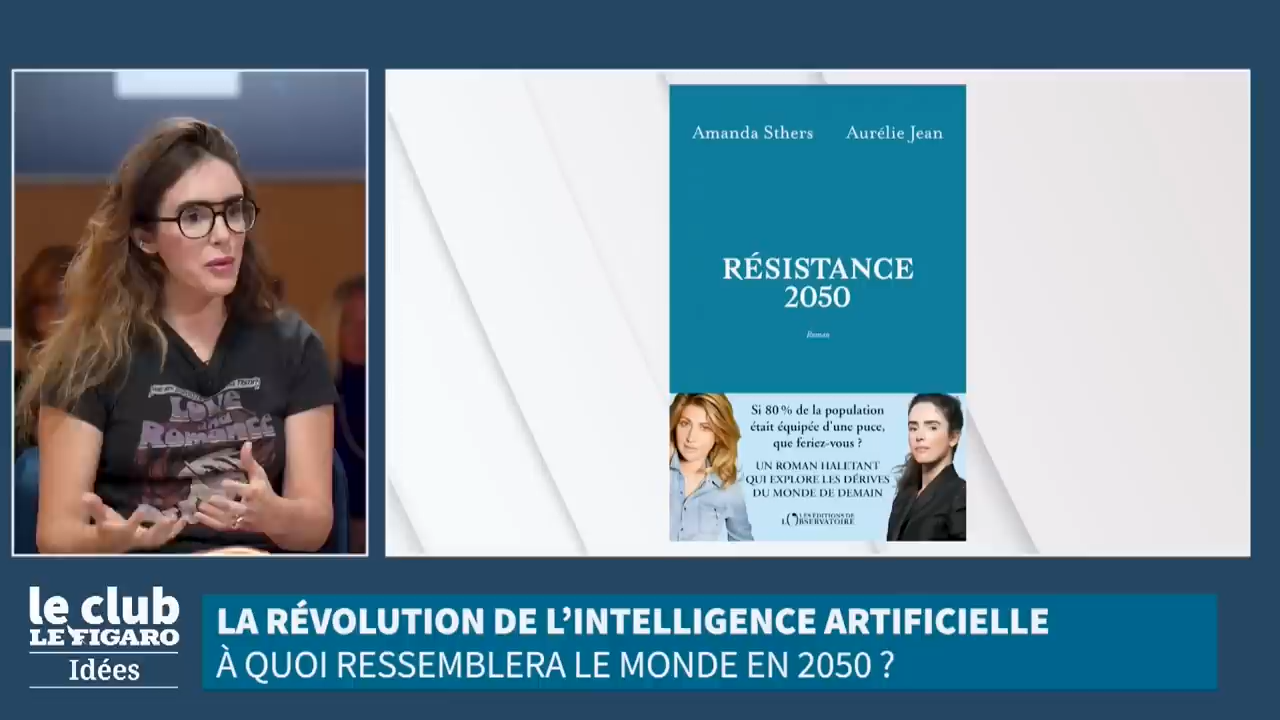 Love
and
Romance
Amanda Sthers Aurélie Jean
RÉSISTANCE
2050
Roman
Si 80 % de la population
était équipée d'une puce,
que feriez-vous ?
UN ROMAN HALETANT
QUI EXPLORE LES DÉRIVES
DU MONDE DE DEMAIN
LES ÉDITIONS DE
L'OBSERVATOIRE
le club
LE FIGARO
Idées
LA RÉVOLUTION DE L'INTELLIGENCE ARTIFICIELLE
À QUOI RESSEMBLERA LE MONDE EN 2050 ?